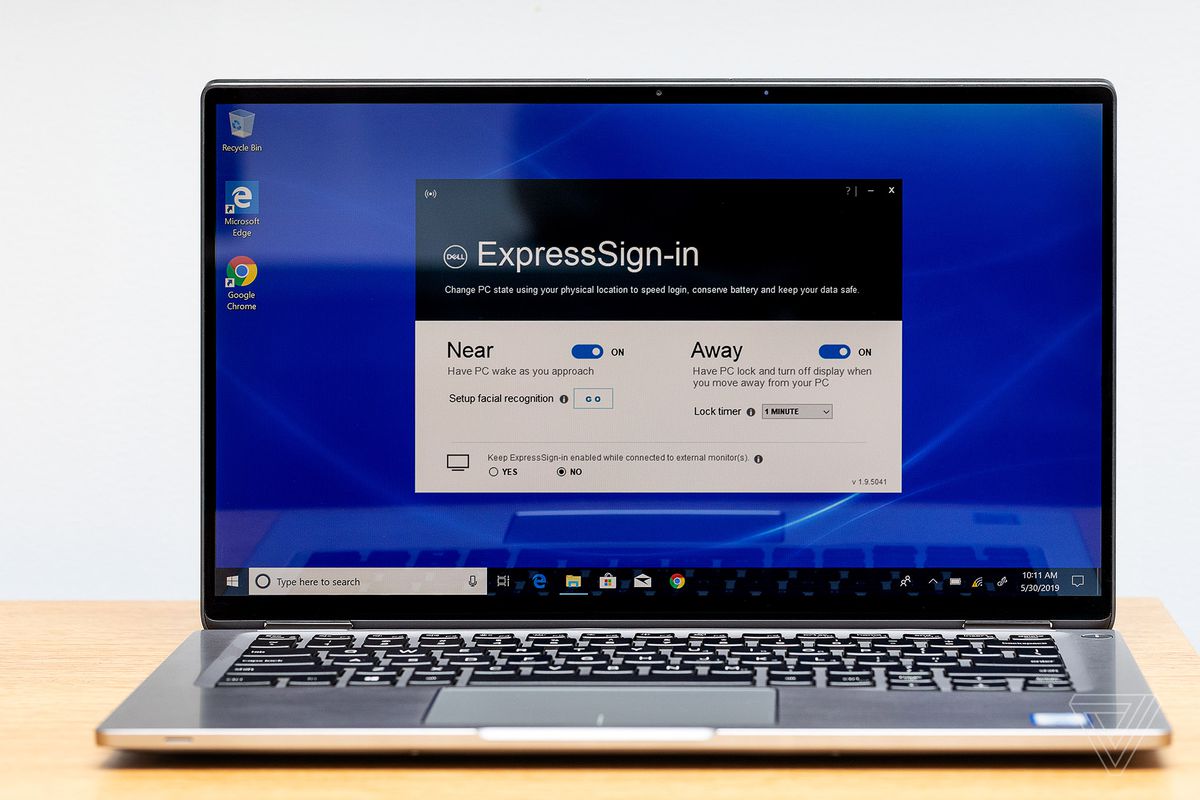 Recycle Bin
Microsoft
Edge
Google
Chrome
? | – X
DELL ExpressSign-in
Change PC state using your physical location to speed login, conserve battery and keep your data safe.
Near ON
Have PC wake as you approach
Setup facial recognition GO
Away ON
Have PC lock and turn off display when
you move away from your PC
Lock timer 1 MINUTE
Keep ExpressSign-in enabled while connected to external monitor(s).
YES NO
v 1.9.5041
Type here to search
10:11 AM
5/30/2019